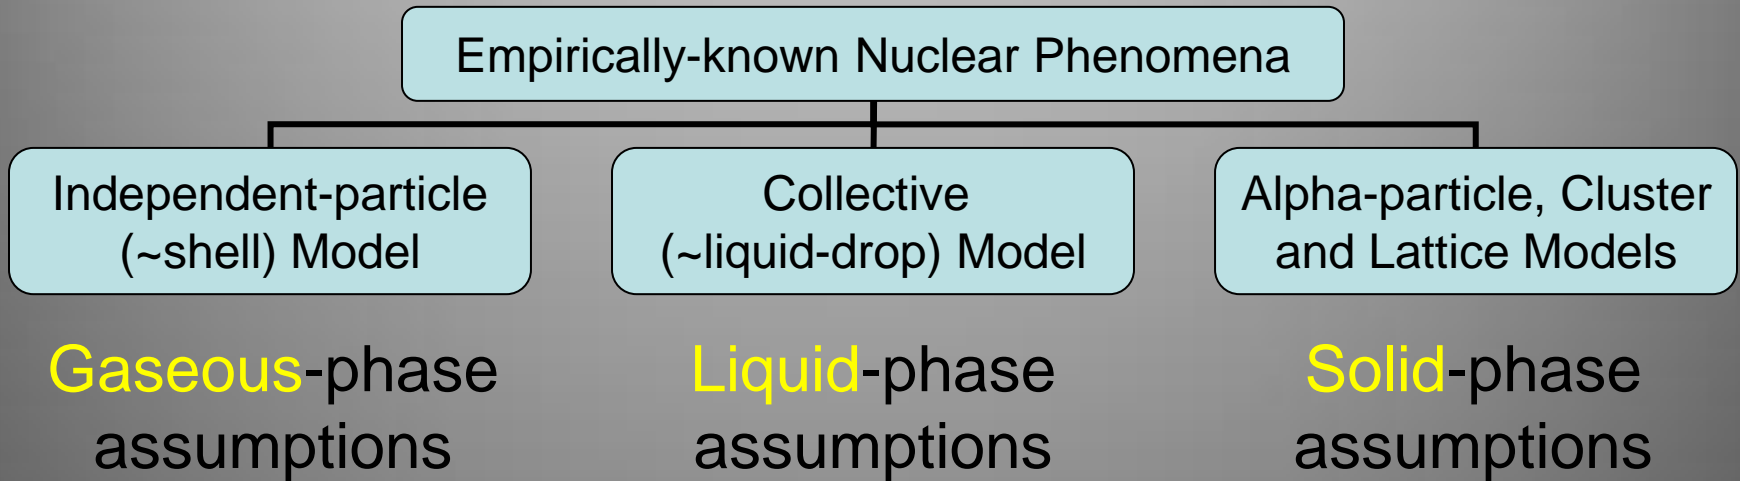 Empirically-known Nuclear Phenomena
Independent-particle
(~shell) Model
Collective
(~liquid-drop) Model
Alpha-particle, Cluster
and Lattice Models
Gaseous-phase
assumptions
Liquid-phase
assumptions
Solid-phase
assumptions